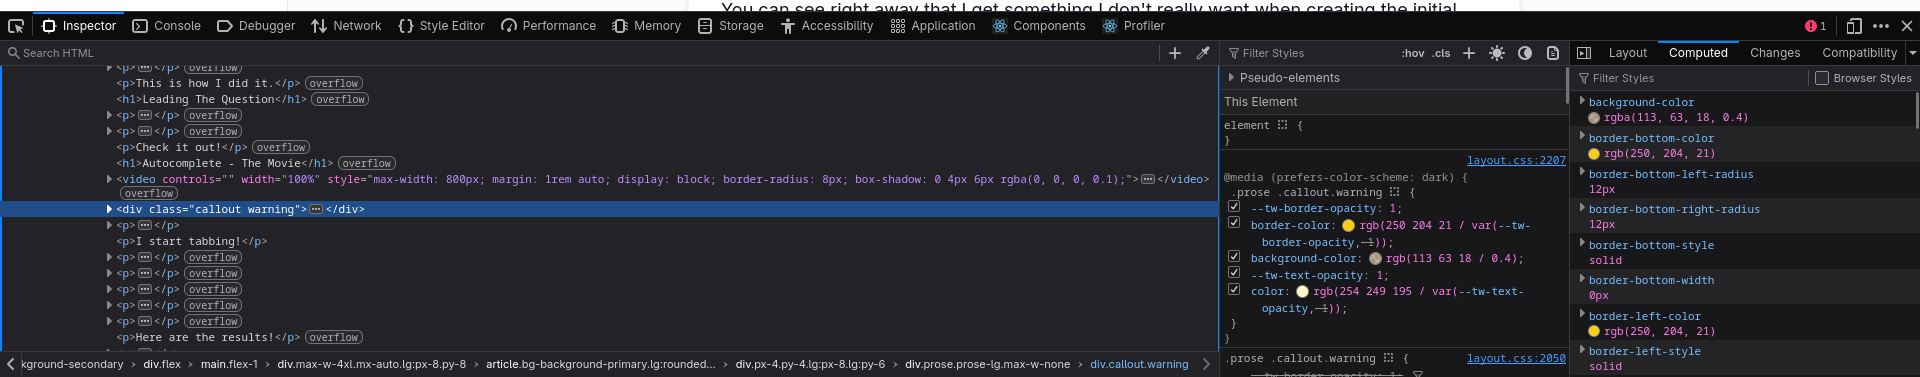 You can see right away that I get something I don't really want when creating the initial
Inspector Console Debugger Network Style Editor Performance Memory Storage Accessibility Application Components Profiler 1
Search HTML
<p> </p> overflow
<p>This is how I did it.</p> overflow
<h1>Leading The Question</h1> overflow
<p> </p> overflow
<p> </p> overflow
<p>Check it out!</p> overflow
<h1>Autocomplete - The Movie</h1> overflow
<video controls="" width="100%" style="max-width: 800px; margin: 1rem auto; display: block; border-radius: 8px; box-shadow: 0 4px 6px rgba(0, 0, 0, 0.1);"> </video>
overflow
<div class="callout warning"> </div>
<p> </p>
<p>I start tabbing!</p>
<p> </p> overflow
<p> </p> overflow
<p> </p> overflow
<p> </p> overflow
<p> </p> overflow
<p>Here are the results!</p> overflow
kground-secondary > div.flex > main.flex-1 > div.max-w-4xl.mx-auto.lg:px-8.py-8 > article.bg-background-primary.lg:rounded... > div.px-4.py-4.lg:px-8.lg:py-6 > div.prose.prose-lg.max-w-none > div.callout.warning
Filter Styles :hov .cls
Pseudo-elements
This Element
element {
}
layout.css:2207
@media (prefers-color-scheme: dark) {
.prose .callout.warning {
--tw-border-opacity: 1;
border-color: rgb(250 204 21 / var(--tw-
border-opacity, 1));
background-color: rgb(113 63 18 / 0.4);
--tw-text-opacity: 1;
color: rgb(254 249 195 / var(--tw-text-
opacity, 1));
}
}
.prose .callout.warning { layout.css:2050
--tw-border-opacity: 1;
Layout Computed Changes Compatibility
Filter Styles Browser Styles
background-color
rgba(113, 63, 18, 0.4)
border-bottom-color
rgb(250, 204, 21)
border-bottom-left-radius
12px
border-bottom-right-radius
12px
border-bottom-style
solid
border-bottom-width
0px
border-left-color
rgb(250, 204, 21)
border-left-style
solid